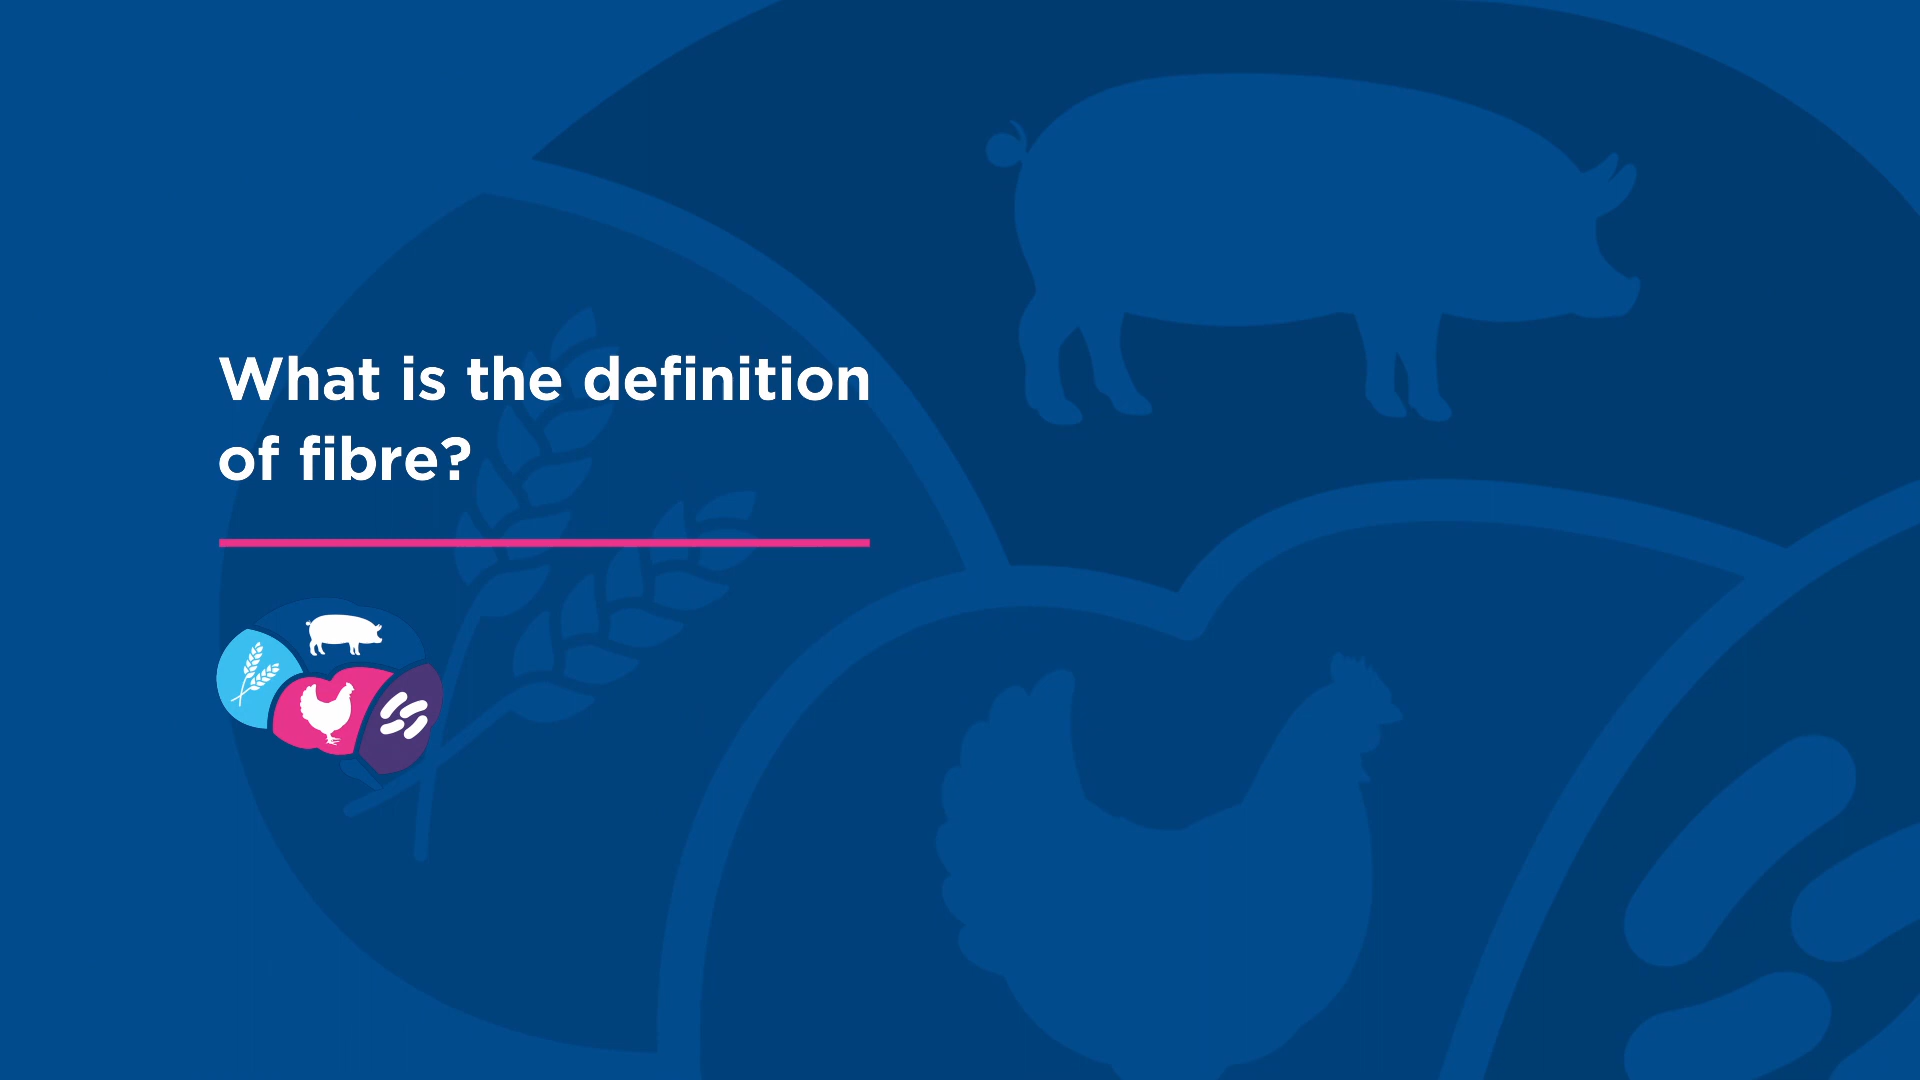 What is the definition
of fibre?